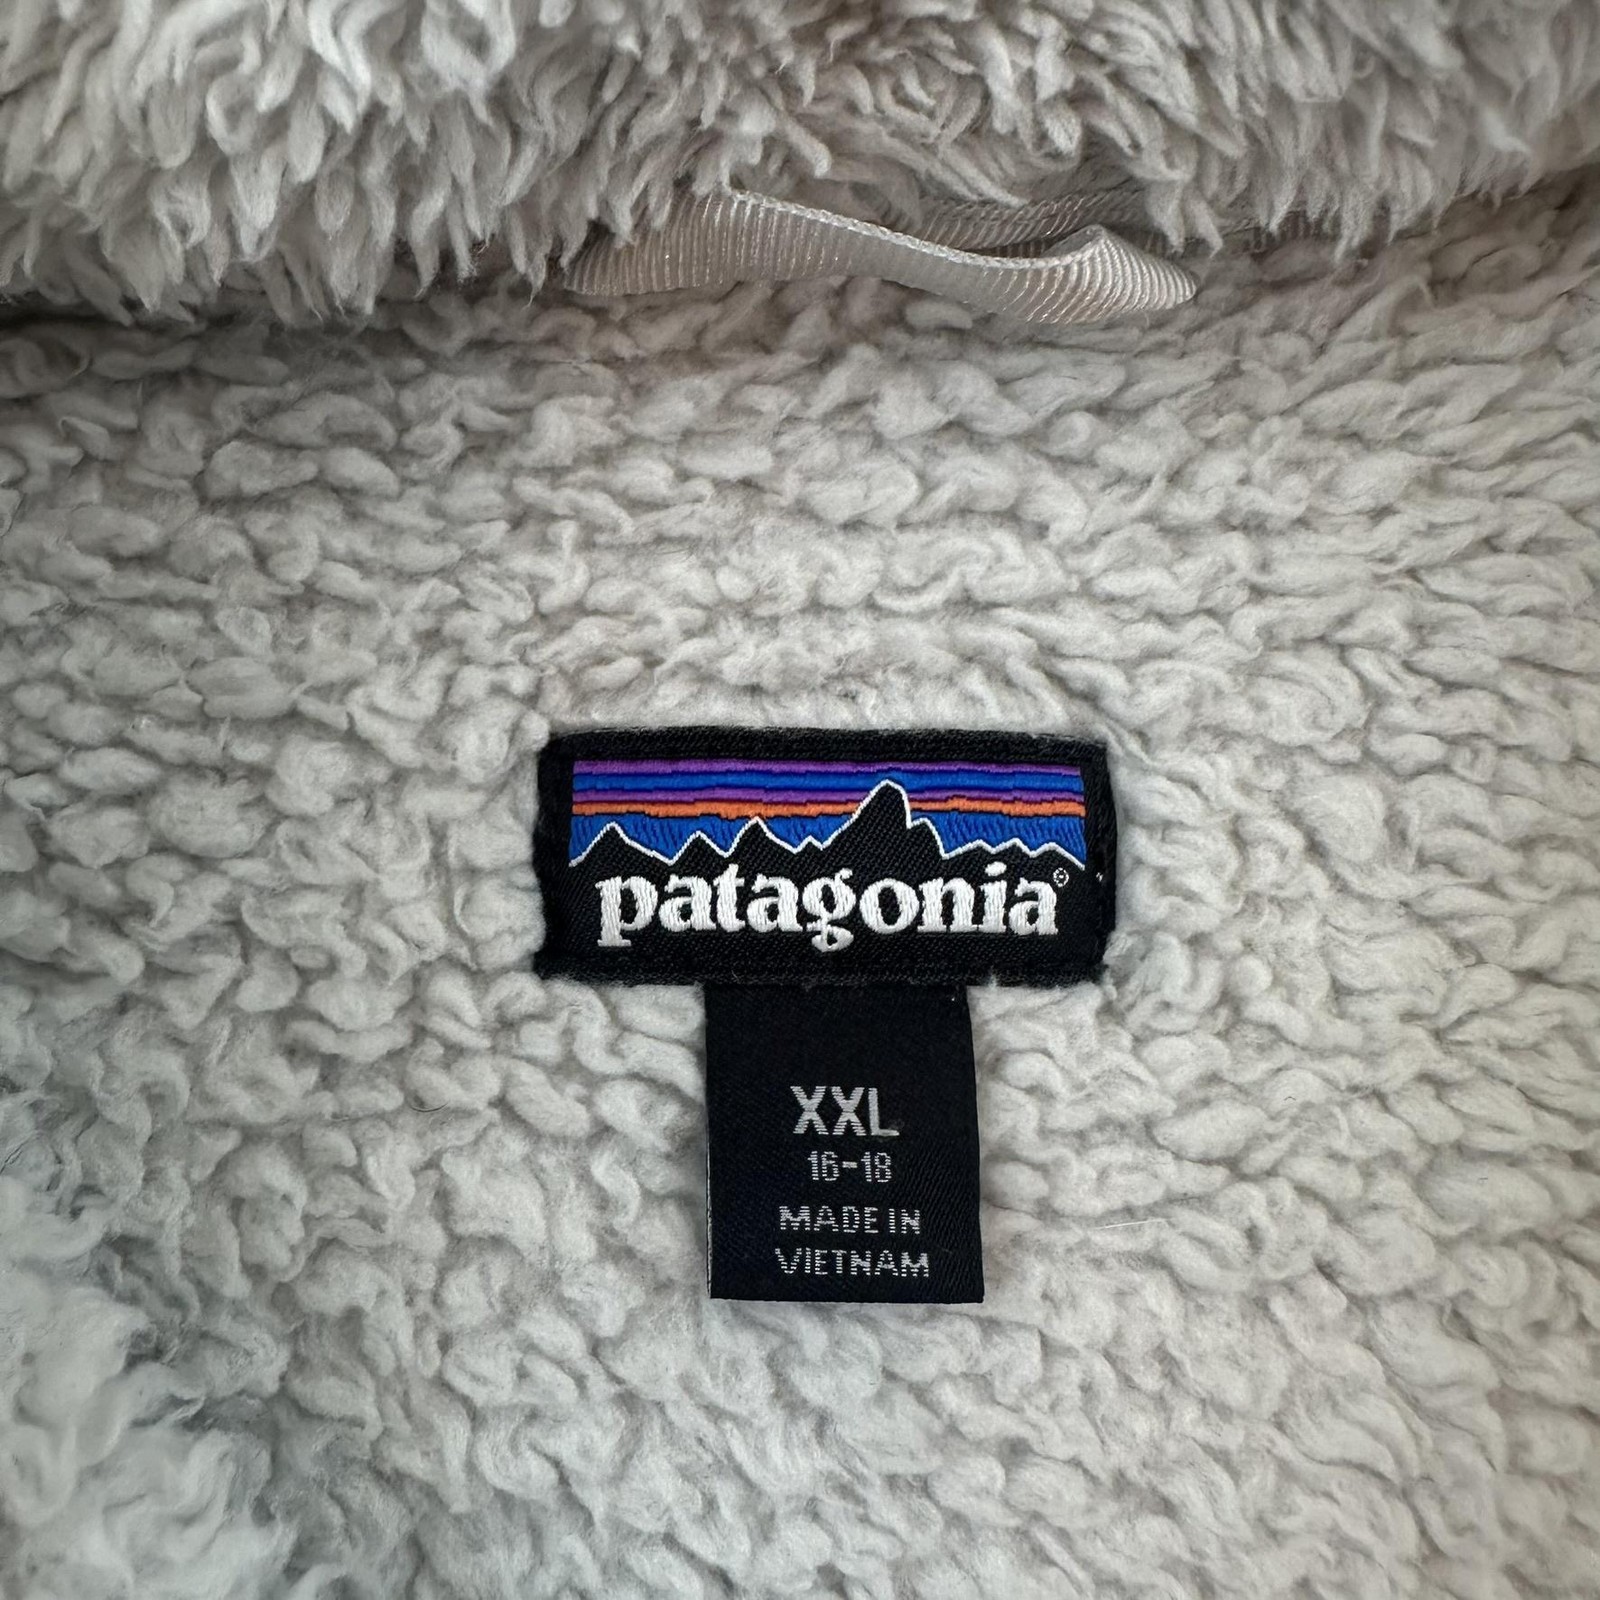 patagonia®
XXL
16-18
MADE IN
VIETNAM